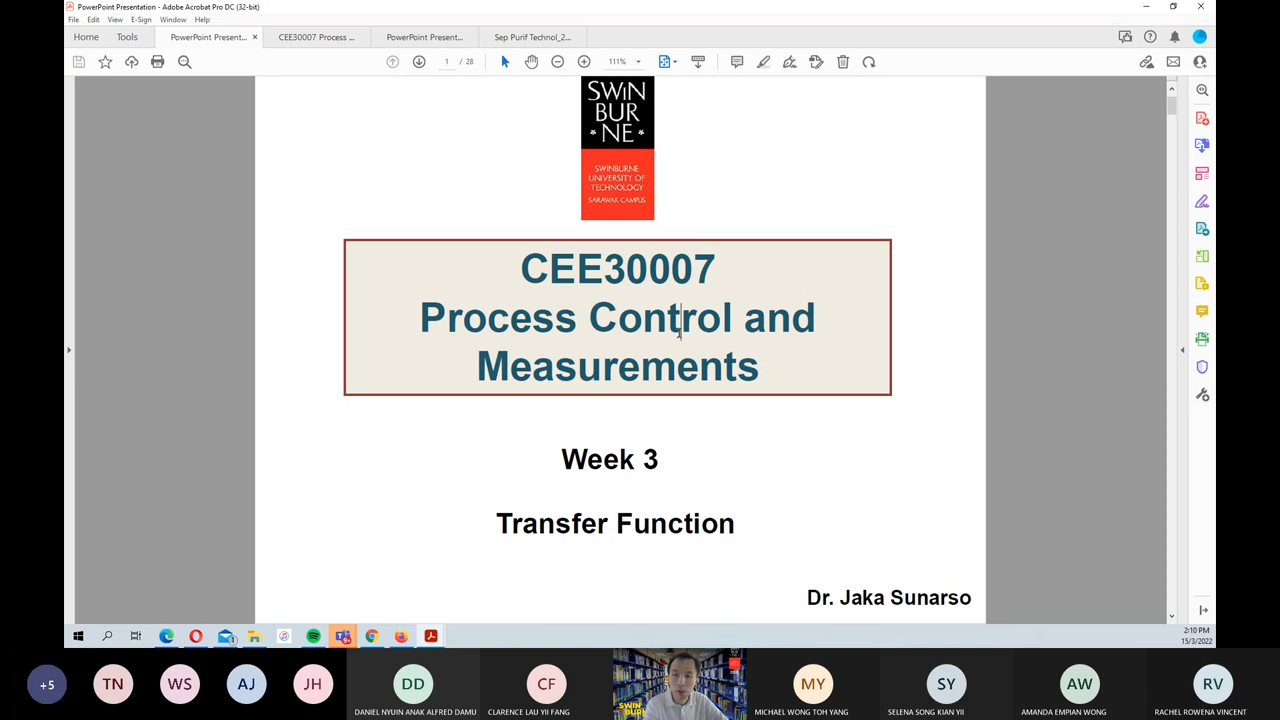 PowerPoint Presentation - Adobe Acrobat Pro DC (32-bit)
File Edit View E-Sign Window Help
Home Tools PowerPoint Present... × CEE30007 Process ... PowerPoint Present... Sep Purif Technol_2...
1 / 28 111%
SWIN
BUR
NE
SWINBURNE
UNIVERSITY OF
TECHNOLOGY
SARAWAK CAMPUS
CEE30007
Process Control and
Measurements
Week 3
Transfer Function
Dr. Jaka Sunarso
2:10 PM
15/3/2022
+5 TN WS AJ JH DD CF MY SY AW RV
SWIN
BURNE
DANIEL NYUIN ANAK ALFRED DAMU CLARENCE LAU YII FANG MICHAEL WONG TOH YANG SELENA SONG KIAN YII AMANDA EMPIAN WONG RACHEL ROWENA VINCENT